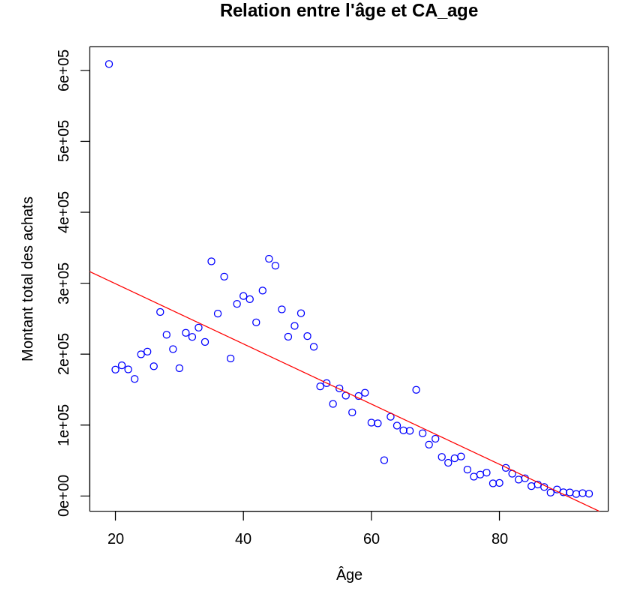 Relation entre l'âge et CA_age
Montant total des achats
6e+05
5e+05
4e+05
3e+05
2e+05
1e+05
0e+00
20 40 60 80
Âge